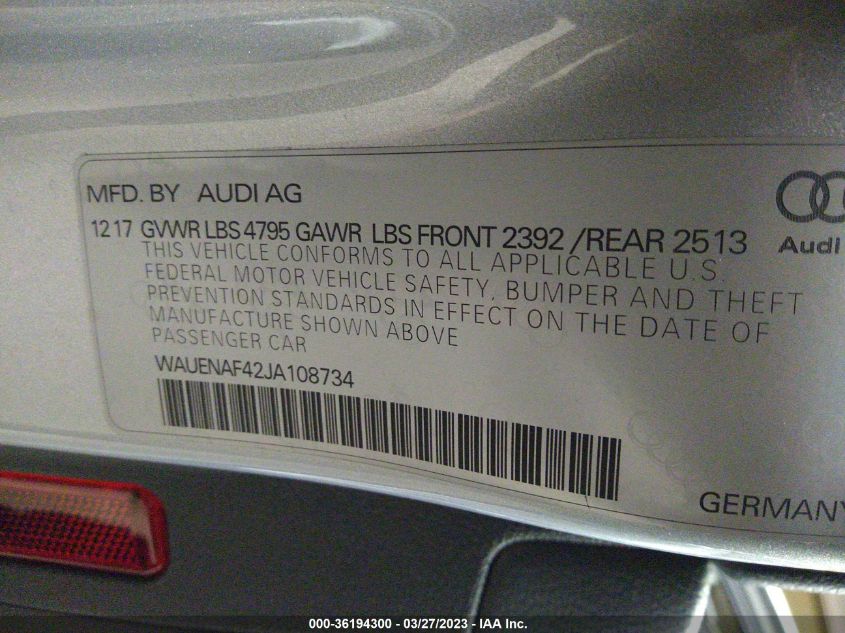 MFD. BY AUDI AG
12 17 GVWR LBS 4795 GAWR LBS FRONT 2392 /REAR 2513
Audi
THIS VEHICLE CONFORMS TO ALL APPLICABLE U.S.
FEDERAL MOTOR VEHICLE SAFETY, BUMPER AND THEFT
PREVENTION STANDARDS IN EFFECT ON THE DATE OF
MANUFACTURE SHOWN ABOVE
PASSENGER CAR
WAUENAF42JA108734
GERMANY
000-36194300 - 03/27/2023 - IAA Inc.